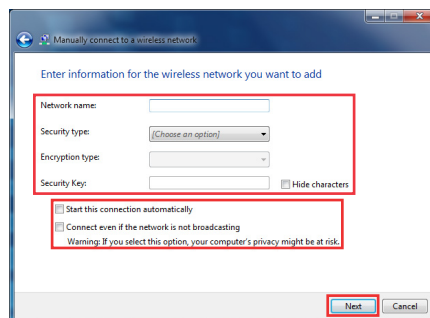 Manually connect to a wireless network
Enter information for the wireless network you want to add
Network name:
Security type: [Choose an option]
Encryption type:
Security Key: Hide characters
Start this connection automatically
Connect even if the network is not broadcasting
Warning: If you select this option, your computer's privacy might be at risk.
Next Cancel